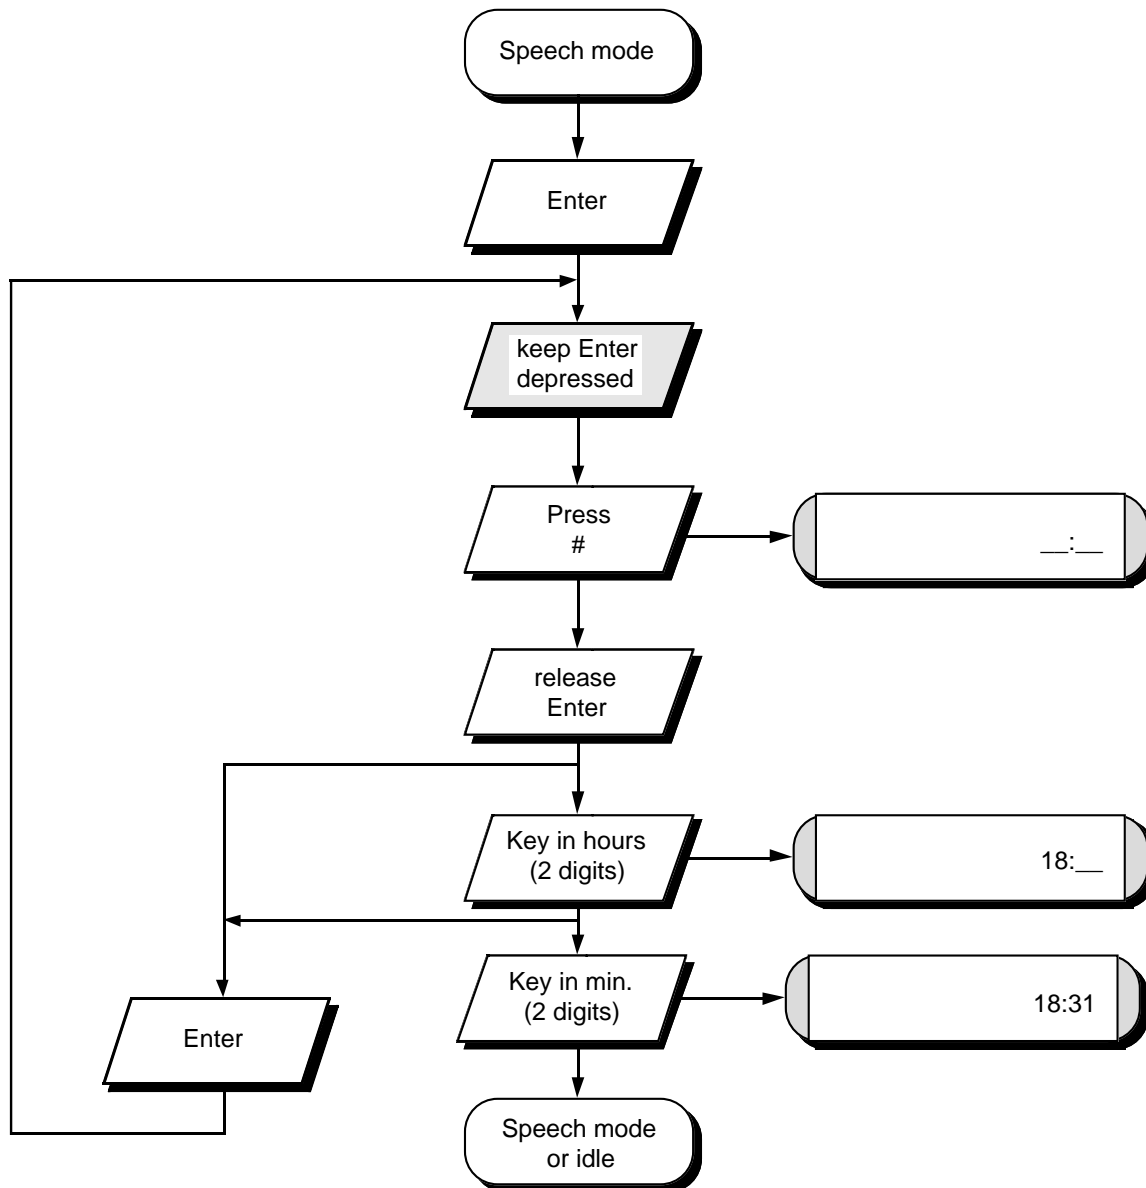 Speech mode
Enter
keep Enter
depressed
Press
#
__:__
release
Enter
Key in hours
(2 digits)
18:__
Key in min.
(2 digits)
18:31
Enter
Speech mode
or idle